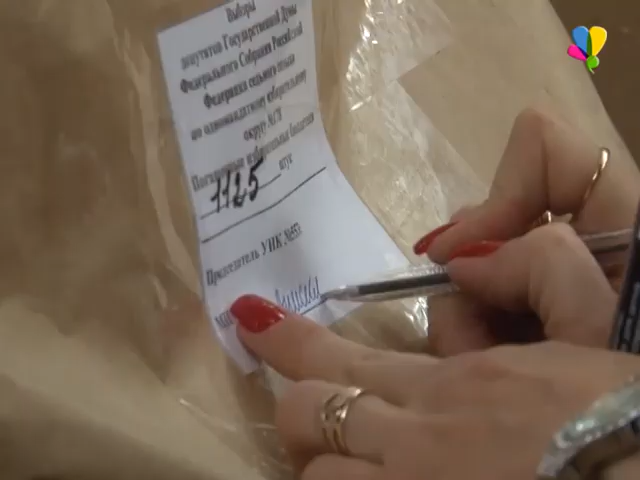 Выборы
депутатов Государственной Думы
Федерального Собрания Российской
Федерации седьмого созыва
по одномандатному избирательному
округу №
Погашенные избирательные бюллетени
1125 штук
Председатель УИК №